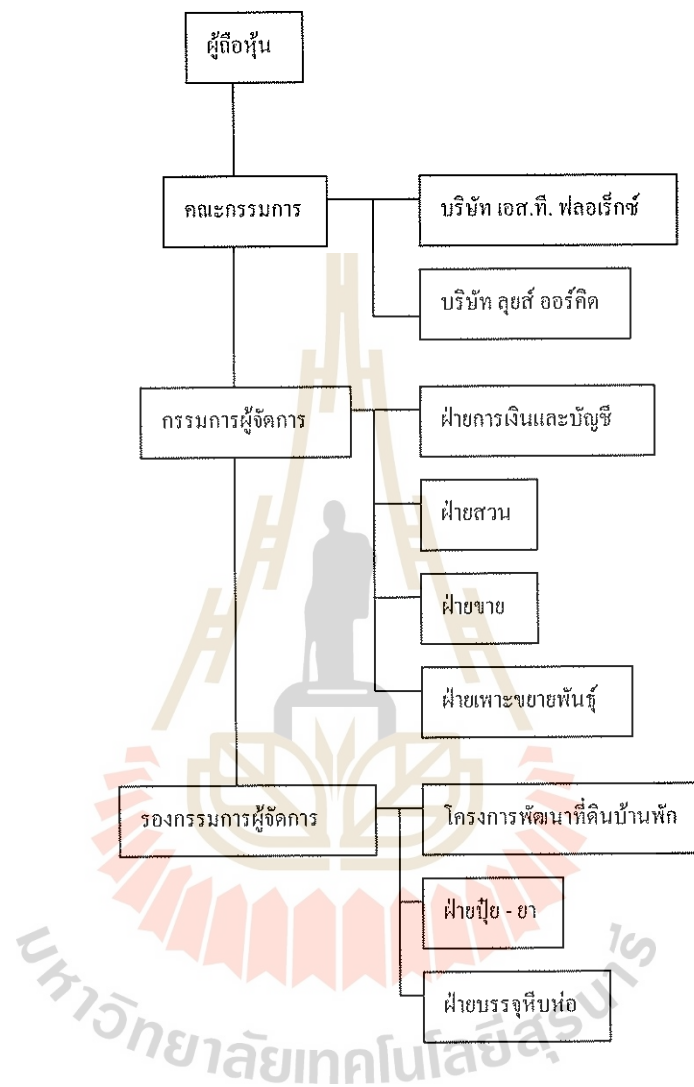 ผู้ถือหุ้น
คณะกรรมการ
บริษัท เอส.ที. ฟลอเร็กซ์
บริษัท ลุยส์ ออร์คิด
กรรมการผู้จัดการ
ฝ่ายการเงินและบัญชี
ฝ่ายสวน
ฝ่ายขาย
ฝ่ายเพาะขยายพันธุ์
รองกรรมการผู้จัดการ
โครงการพัฒนาที่ดินบ้านพัก
ฝ่ายปุ๋ย - ยา
ฝ่ายบรรจุหีบห่อ
มหาวิทยาลัยเทคโนโลยีสุรนารี